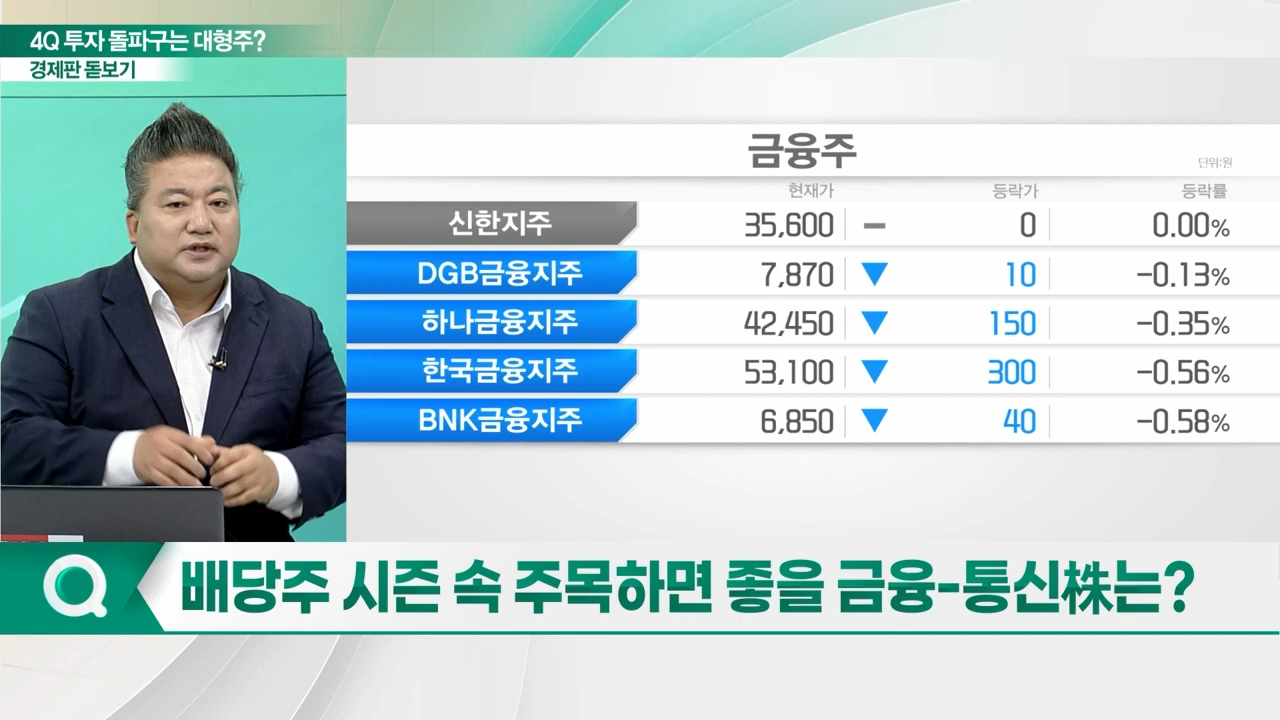 4Q 투자 돌파구는 대형주?
경제판 돋보기
금융주
단위:원
현재가 등락가 등락률
신한지주 35,600 0 0.00%
DGB금융지주 7,870 ▼ 10 -0.13%
하나금융지주 42,450 ▼ 150 -0.35%
한국금융지주 53,100 ▼ 300 -0.56%
BNK금융지주 6,850 ▼ 40 -0.58%
배당주 시즌 속 주목하면 좋을 금융-통신株는?